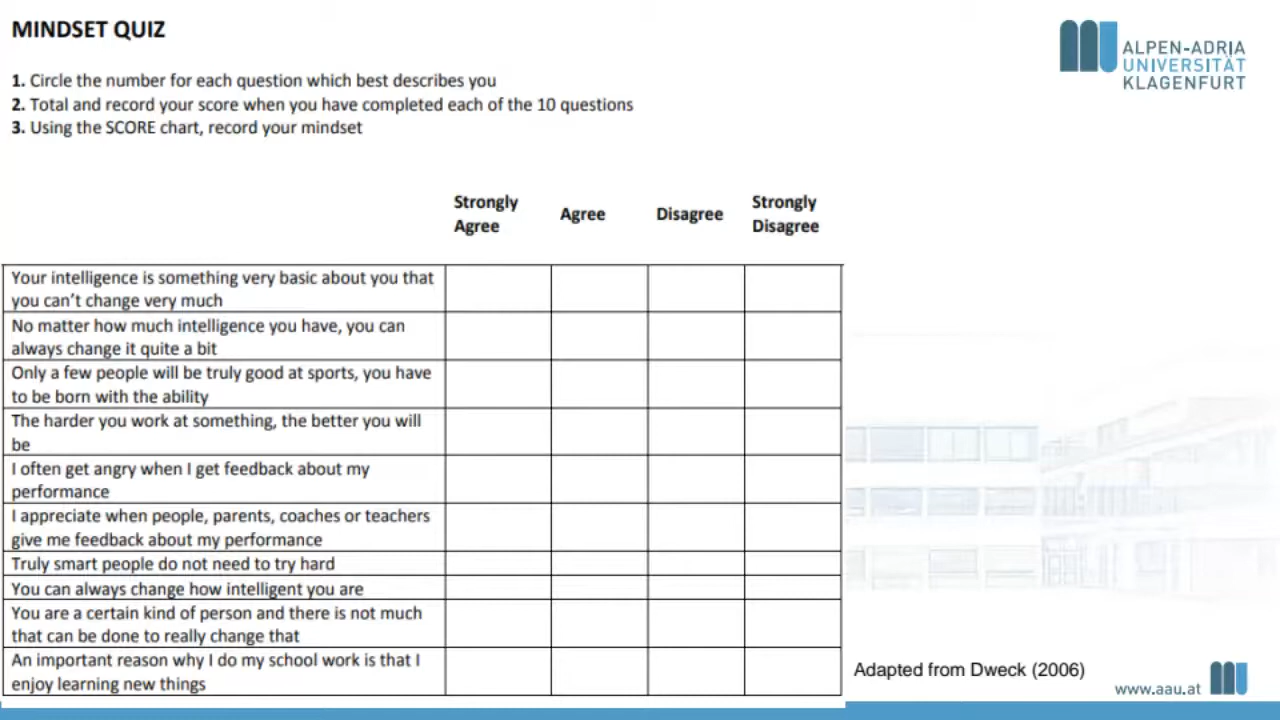 MINDSET QUIZ
ALPEN-ADRIA
UNIVERSITÄT
KLAGENFURT
1. Circle the number for each question which best describes you
2. Total and record your score when you have completed each of the 10 questions
3. Using the SCORE chart, record your mindset
Strongly
Agree
Agree
Disagree
Strongly
Disagree
Your intelligence is something very basic about you that
you can't change very much
No matter how much intelligence you have, you can
always change it quite a bit
Only a few people will be truly good at sports, you have
to be born with the ability
The harder you work at something, the better you will
be
I often get angry when I get feedback about my
performance
I appreciate when people, parents, coaches or teachers
give me feedback about my performance
Truly smart people do not need to try hard
You can always change how intelligent you are
You are a certain kind of person and there is not much
that can be done to really change that
An important reason why I do my school work is that I
enjoy learning new things
Adapted from Dweck (2006)
www.aau.at